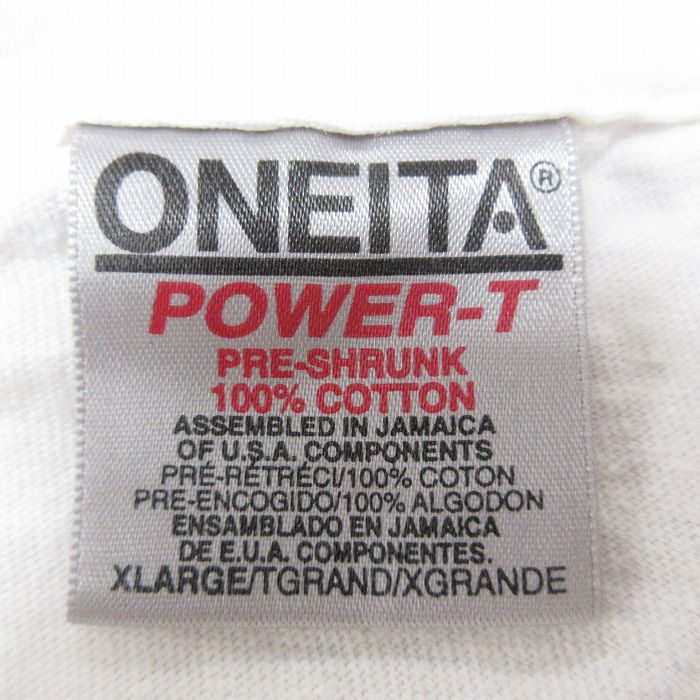 ONEITA®
POWER-T
PRE-SHRUNK
100% COTTON
ASSEMBLED IN JAMAICA
OF U.S.A. COMPONENTS
PRÉ-RÉTRÉCI/100% COTON
PRE-ENCOGIDO/100% ALGODON
ENSAMBLADO EN JAMAICA
DE E.U.A. COMPONENTES.
XLARGE/TGRAND/XGRANDE